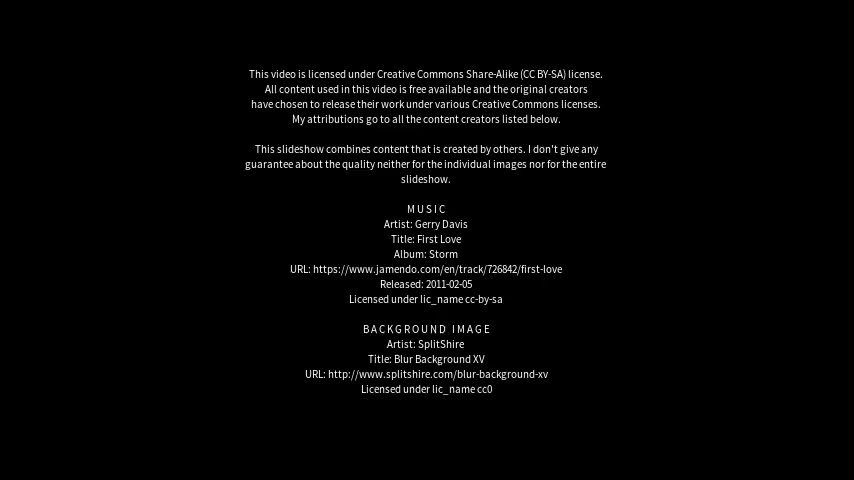 This video is licensed under Creative Commons Share-Alike (CC BY-SA) license.
All content used in this video is free available and the original creators
have chosen to release their work under various Creative Commons licenses.
My attributions go to all the content creators listed below.
This slideshow combines content that is created by others. I don't give any
guarantee about the quality neither for the individual images nor for the entire
slideshow.
MUSIC
Artist: Gerry Davis
Title: First Love
Album: Storm
URL: https://www.jamendo.com/en/track/726842/first-love
Released: 2011-02-05
Licensed under lic_name cc-by-sa
BACKGROUND IMAGE
Artist: SplitShire
Title: Blur Background XV
URL: http://www.splitshire.com/blur-background-xv
Licensed under lic_name cc0